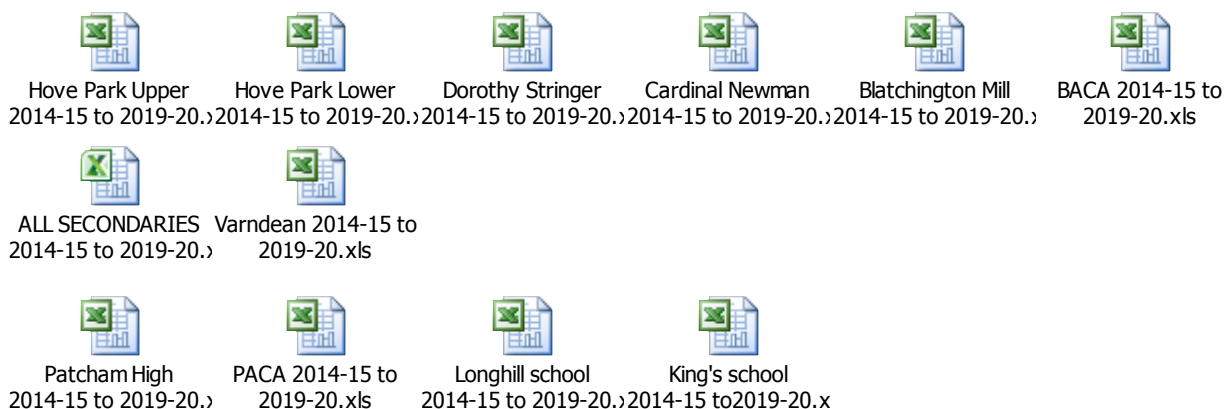 Hove Park Upper
2014-15 to 2019-20.x
Hove Park Lower
2014-15 to 2019-20.x
Dorothy Stringer
2014-15 to 2019-20.x
Cardinal Newman
2014-15 to 2019-20.x
Blatchington Mill
2014-15 to 2019-20.x
BACA 2014-15 to
2019-20.xls
ALL SECONDARIES
2014-15 to 2019-20.x
Varndean 2014-15 to
2019-20.xls
Patcham High
2014-15 to 2019-20.x
PACA 2014-15 to
2019-20.xls
Longhill school
2014-15 to 2019-20.x
King's school
2014-15 to2019-20.x